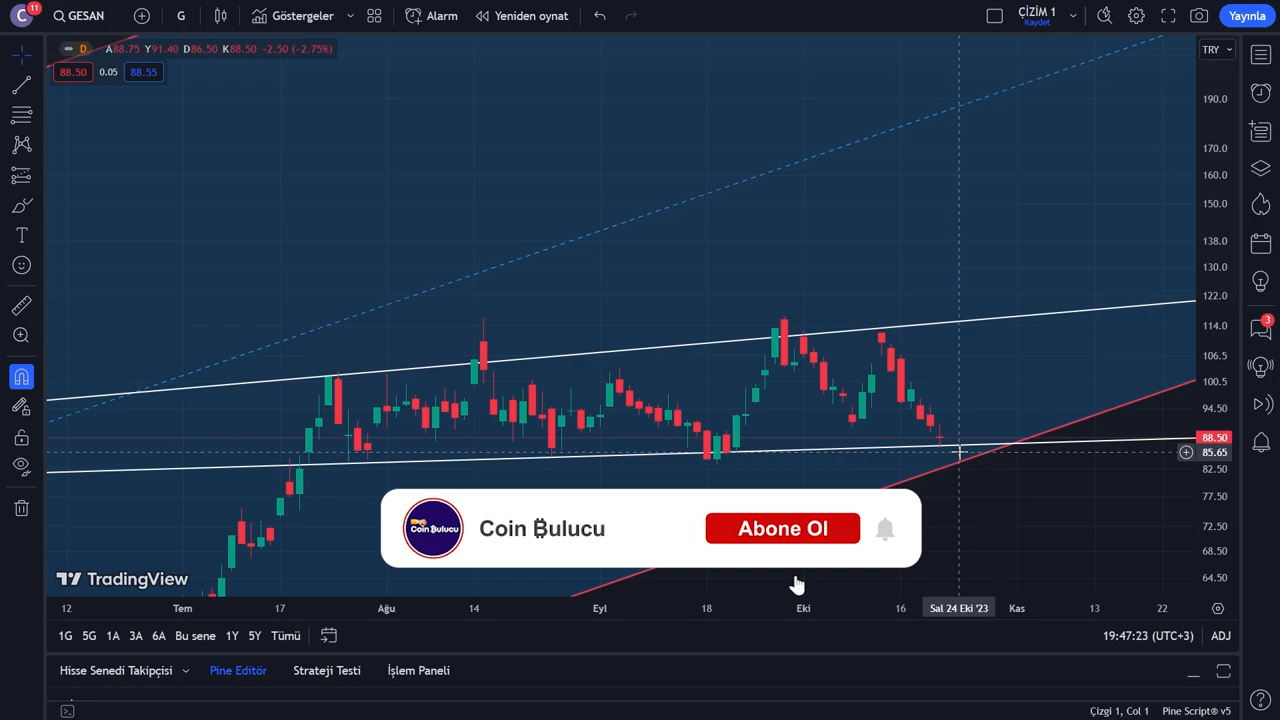 C 11 GESAN G Göstergeler Alarm Yeniden oynat ÇİZİM 1 Kaydet Yayınla
D A88.75 Y91.40 D86.50 K88.50 −2.50 (−2.75%) TRY
88.50 0.05 88.55
190.0
170.0
160.0
150.0
138.0
130.0
122.0
114.0
106.5
100.5
94.50
88.50
85.65
82.50
77.50
72.50
68.50
64.50
3
Coin Bulucu
Coin ₿ulucu Abone Ol
TradingView
12 Tem 17 Ağu 14 Eyl 18 Eki 16 Sal 24 Eki '23 Kas 13 22
1G 5G 1A 3A 6A Bu sene 1Y 5Y Tümü 19:47:23 (UTC+3) ADJ
Hisse Senedi Takipçisi Pine Editör Strateji Testi İşlem Paneli
Çizgi 1, Col 1 Pine Script® v5